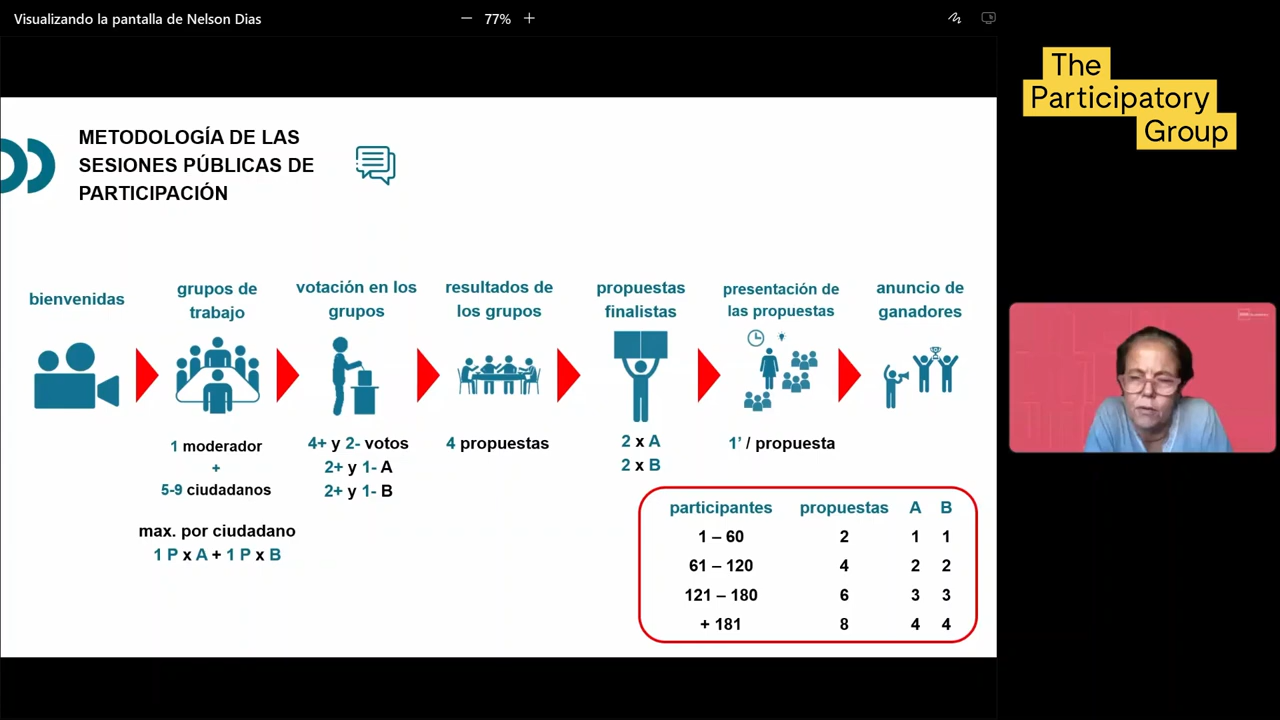 Visualizando la pantalla de Nelson Dias
77%
The
Participatory
Group
METODOLOGÍA DE LAS
SESIONES PÚBLICAS DE
PARTICIPACIÓN
bienvenidas
grupos de
trabajo
1 moderador
+
5-9 ciudadanos
max. por ciudadano
1 P x A + 1 P x B
votación en los
grupos
4+ y 2- votos
2+ y 1- A
2+ y 1- B
resultados de
los grupos
4 propuestas
propuestas
finalistas
2 x A
2 x B
presentación de
las propuestas
1’ / propuesta
anuncio de
ganadores
participantes propuestas A B
1 – 60 2 1 1
61 – 120 4 2 2
121 – 180 6 3 3
+ 181 8 4 4